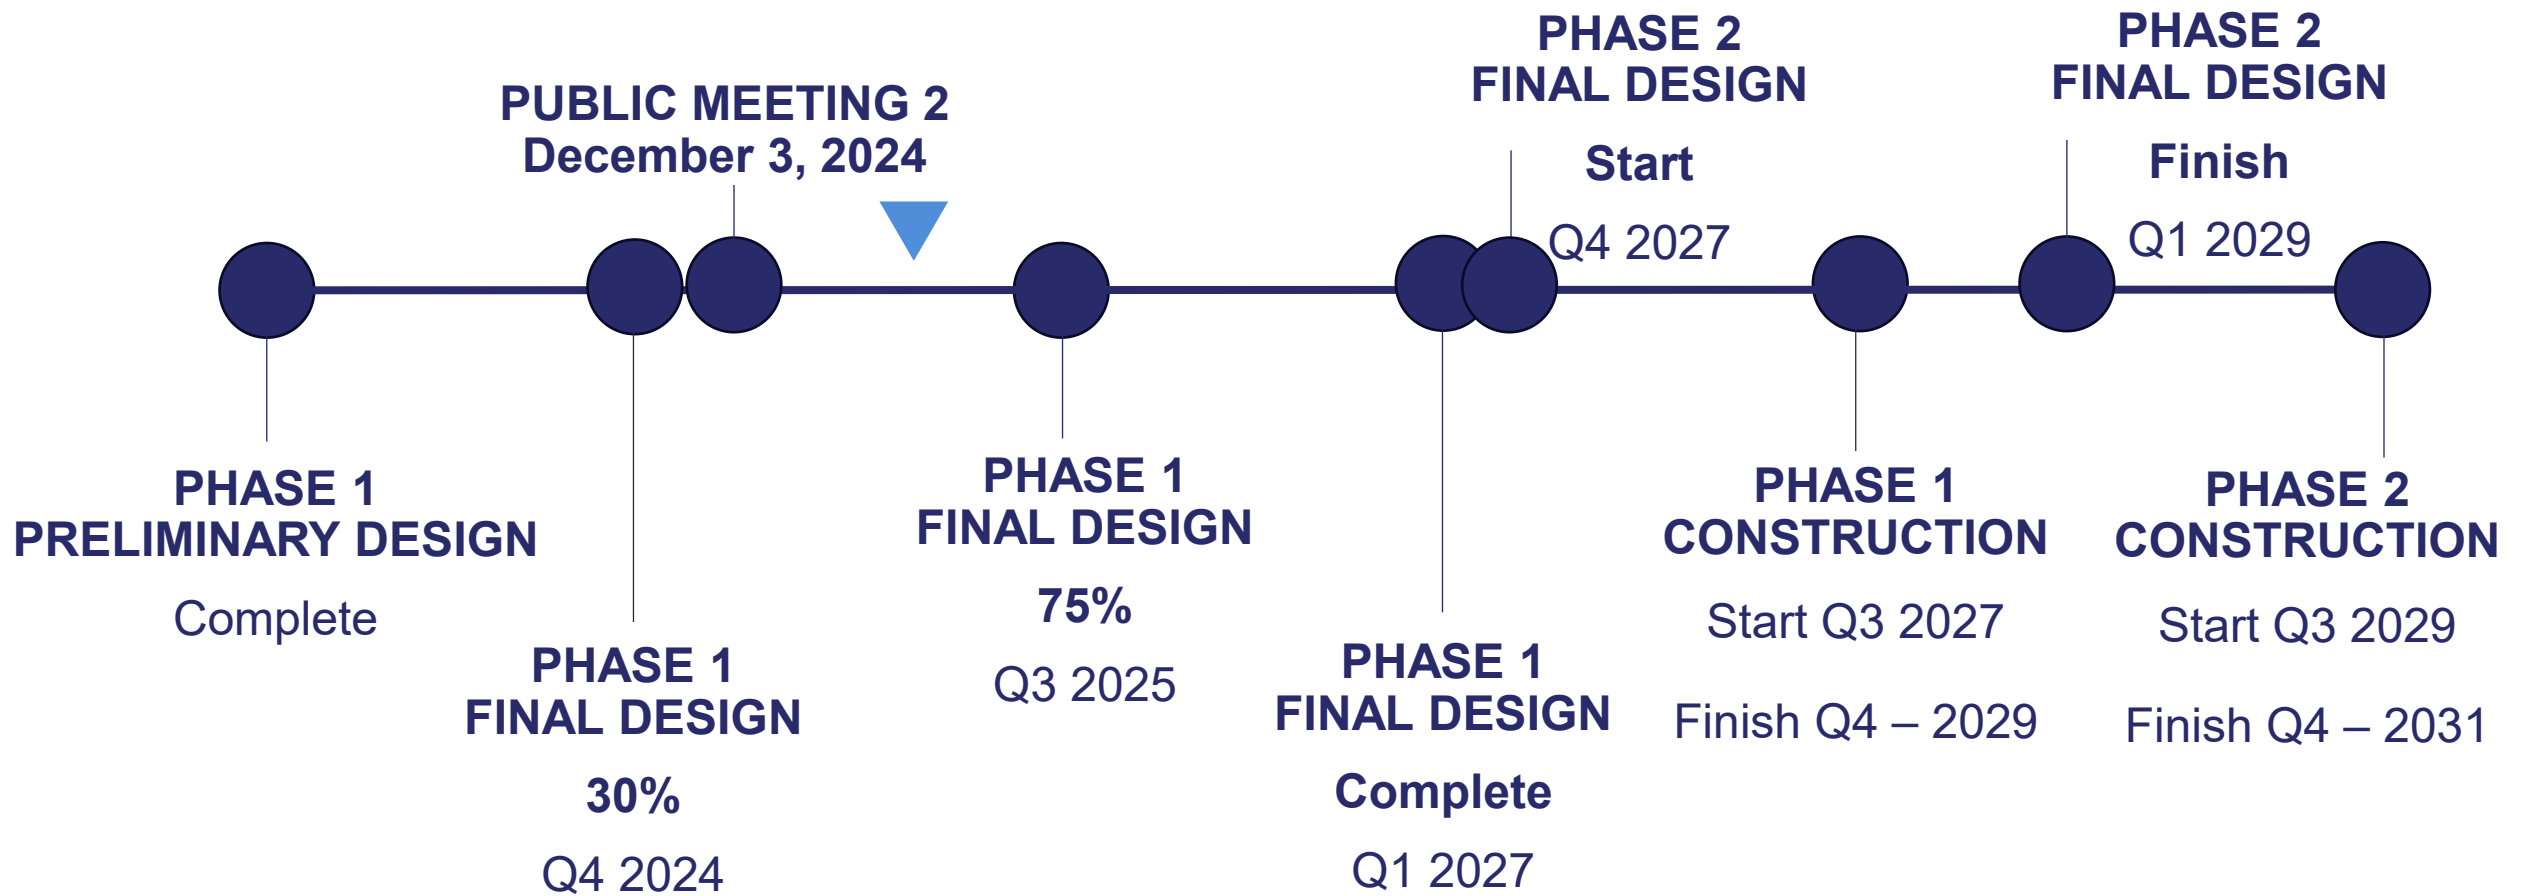 PHASE 1
PRELIMINARY DESIGN
Complete
PHASE 1
FINAL DESIGN
30%
Q4 2024
PUBLIC MEETING 2
December 3, 2024
PHASE 1
FINAL DESIGN
75%
Q3 2025
PHASE 1
FINAL DESIGN
Complete
Q1 2027
PHASE 2
FINAL DESIGN
Start
Q4 2027
PHASE 1
CONSTRUCTION
Start Q3 2027
Finish Q4 – 2029
PHASE 2
FINAL DESIGN
Finish
Q1 2029
PHASE 2
CONSTRUCTION
Start Q3 2029
Finish Q4 – 2031